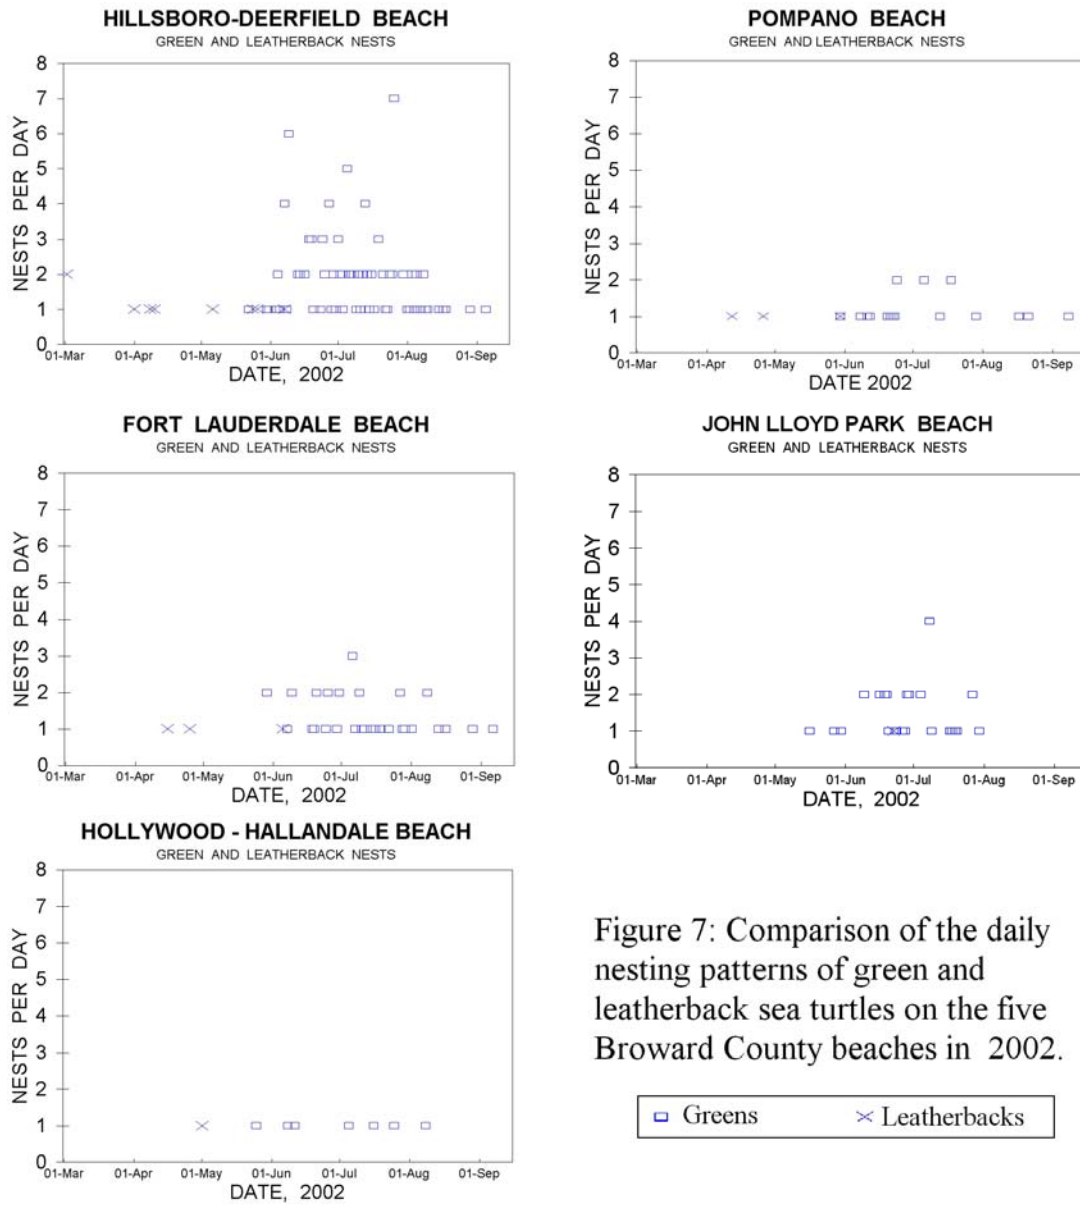 HILLSBORO-DEERFIELD BEACH
GREEN AND LEATHERBACK NESTS
NESTS PER DAY
8
7
6
5
4
3
2
1
0
01-Mar 01-Apr 01-May 01-Jun 01-Jul 01-Aug 01-Sep
DATE, 2002
POMPANO BEACH
GREEN AND LEATHERBACK NESTS
NESTS PER DAY
8
7
6
5
4
3
2
1
0
01-Mar 01-Apr 01-May 01-Jun 01-Jul 01-Aug 01-Sep
DATE 2002
FORT LAUDERDALE BEACH
GREEN AND LEATHERBACK NESTS
NESTS PER DAY
8
7
6
5
4
3
2
1
0
01-Mar 01-Apr 01-May 01-Jun 01-Jul 01-Aug 01-Sep
DATE, 2002
JOHN LLOYD PARK BEACH
GREEN AND LEATHERBACK NESTS
NESTS PER DAY
8
7
6
5
4
3
2
1
0
01-Mar 01-Apr 01-May 01-Jun 01-Jul 01-Aug 01-Sep
DATE, 2002
HOLLYWOOD - HALLANDALE BEACH
GREEN AND LEATHERBACK NESTS
NESTS PER DAY
8
7
6
5
4
3
2
1
0
01-Mar 01-Apr 01-May 01-Jun 01-Jul 01-Aug 01-Sep
DATE, 2002
Figure 7: Comparison of the daily
nesting patterns of green and
leatherback sea turtles on the five
Broward County beaches in 2002.
Greens Leatherbacks